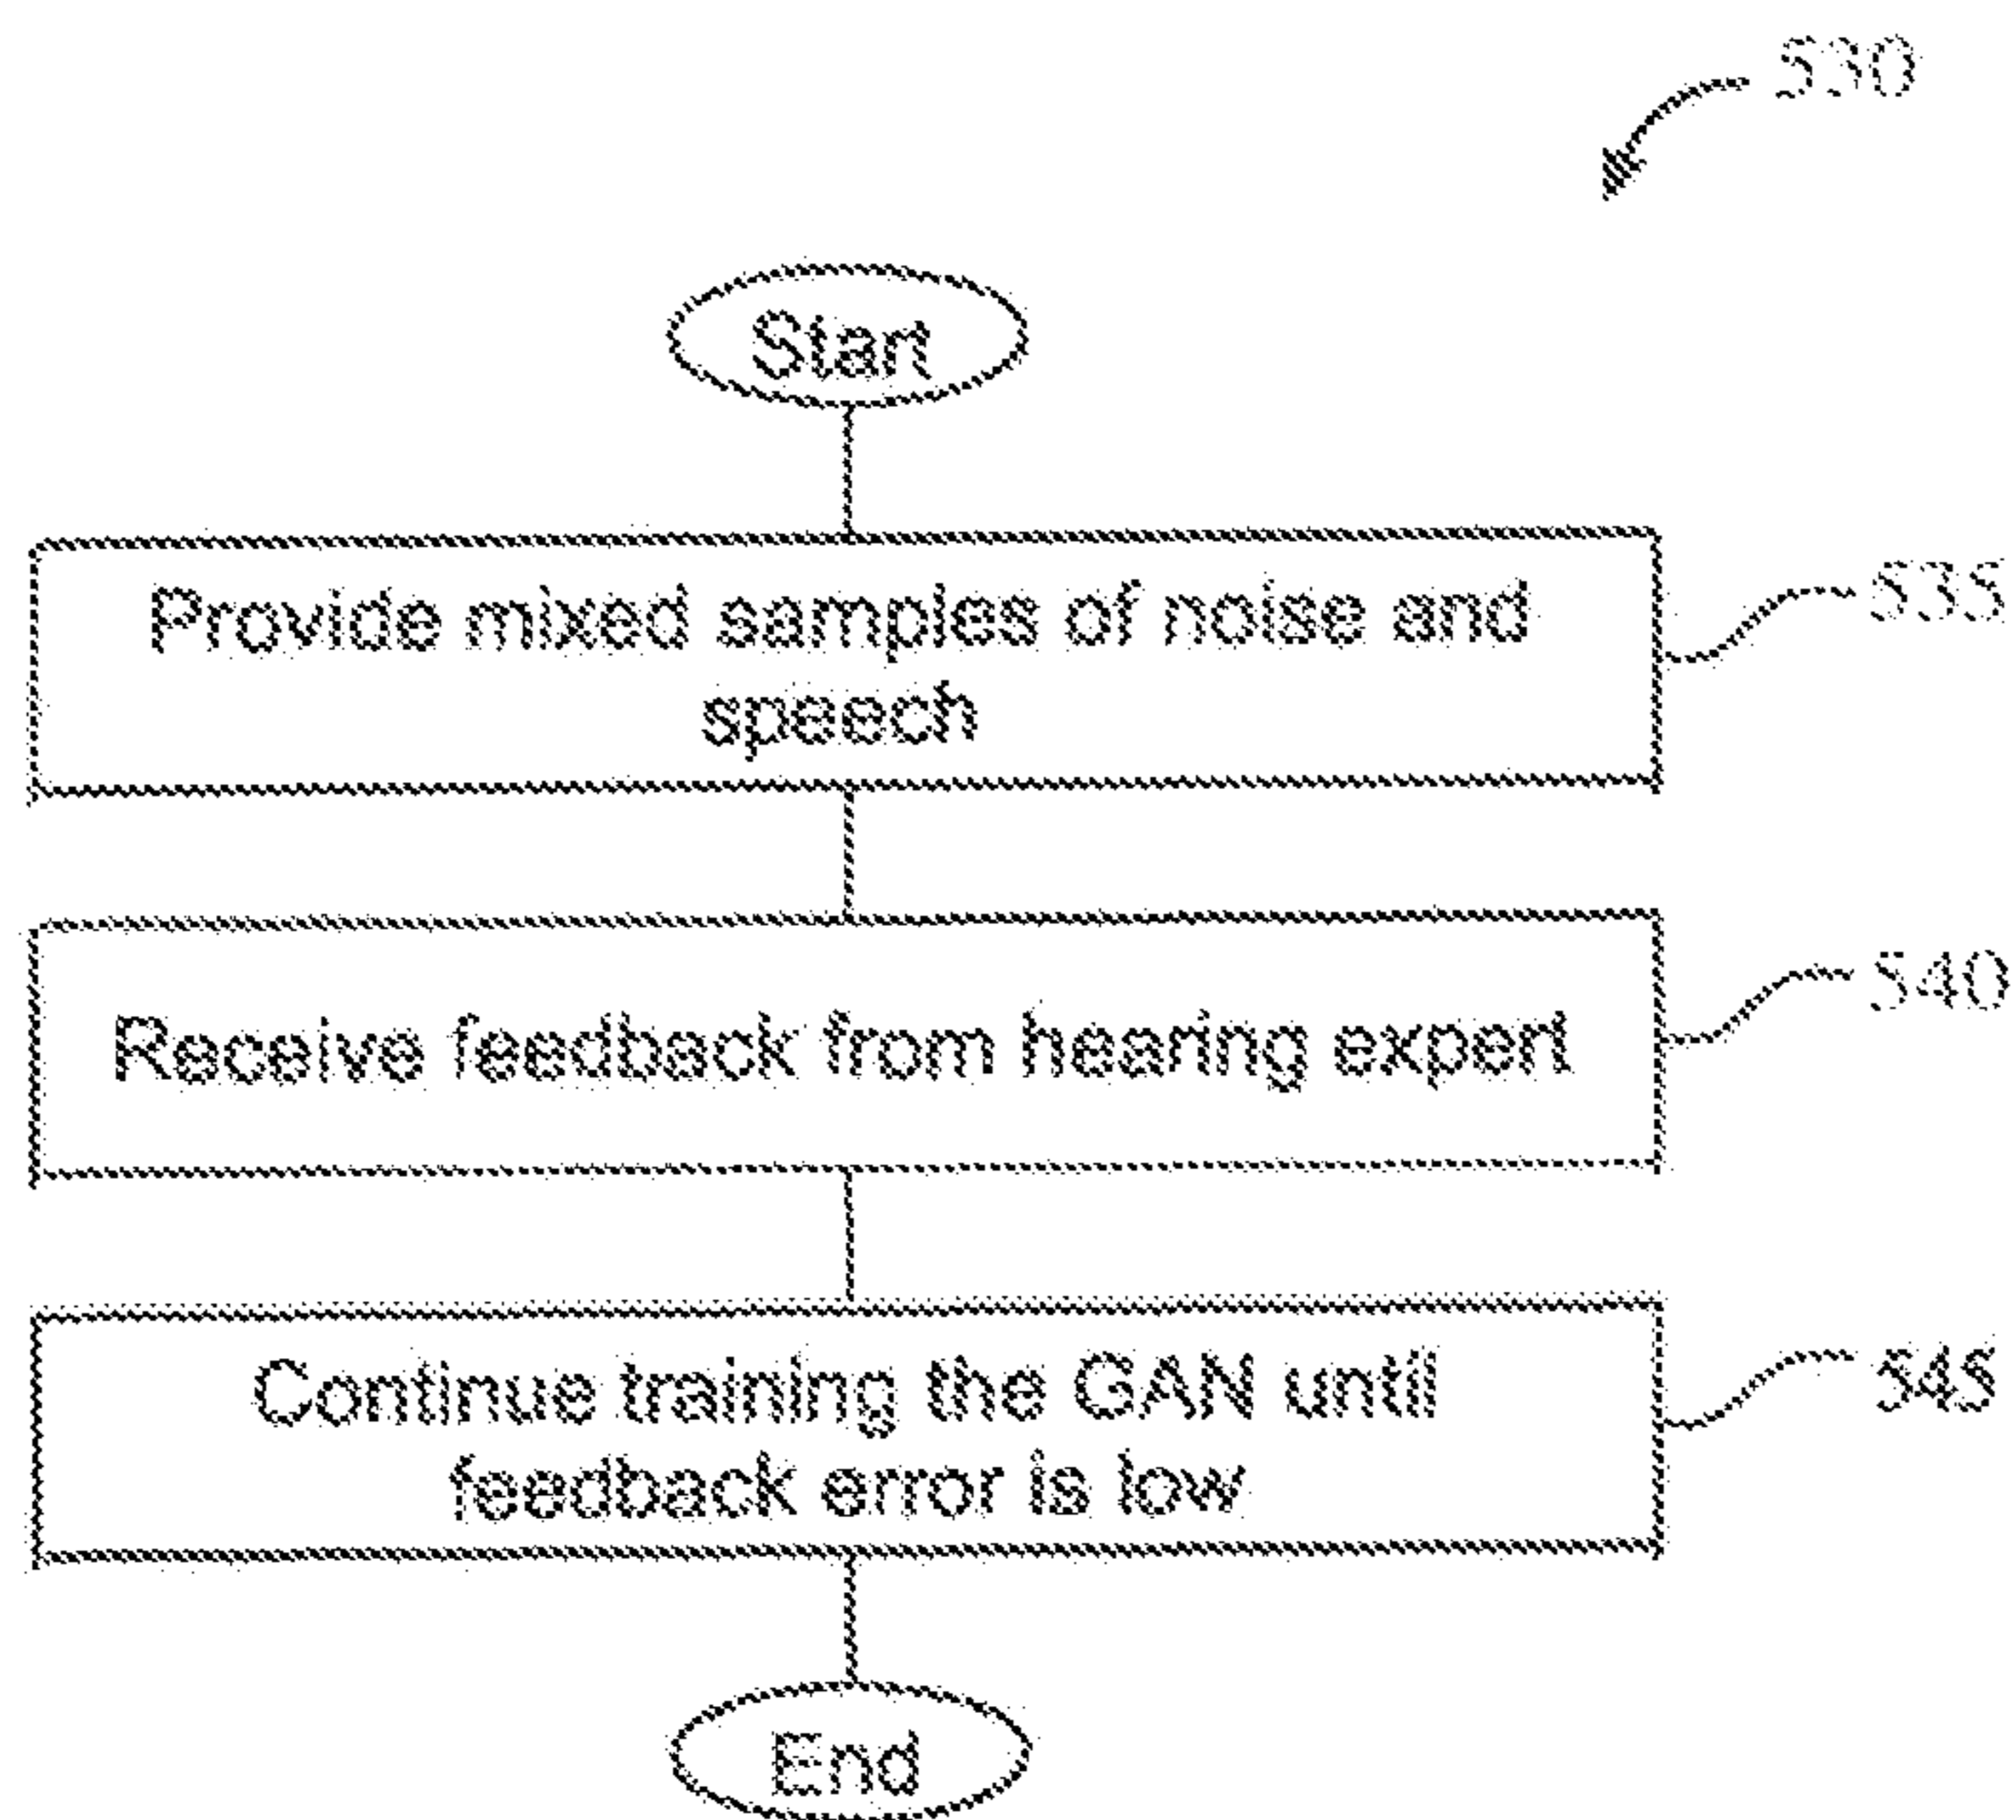 530
Start
Provide mixed samples of noise and
speech
535
Receive feedback from hearing expert
540
Continue training the GAN until
feedback error is low
545
End